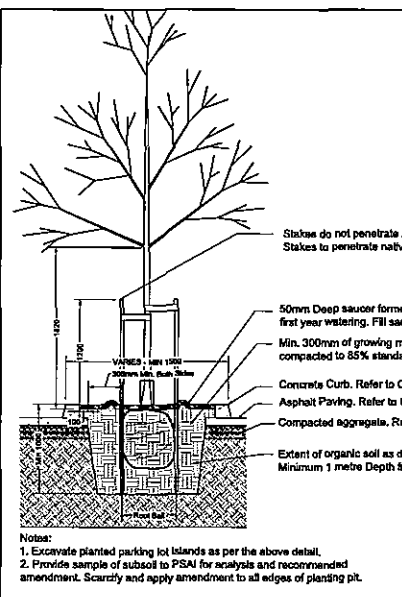 Stakes do not penetrate
Stakes to penetrate nativ
50mm Deep saucer forme
first year watering. Fill sau
Min. 300mm of growing m
compacted to 85% standa
Concrete Curb. Refer to C
Asphalt Paving. Refer to
Compacted aggregate. Re
Extent of organic soil as d
Minimum 1 metre Depth &
1820
1200
VARIES - MIN 1500
300mm Min. Both Sides
100
MIN 1000
Root Ball
Notes:
1. Excavate planted parking lot islands as per the above detail.
2. Provide sample of subsoil to PSAI for analysis and recommended
amendment. Scarify and apply amendment to all edges of planting pit.